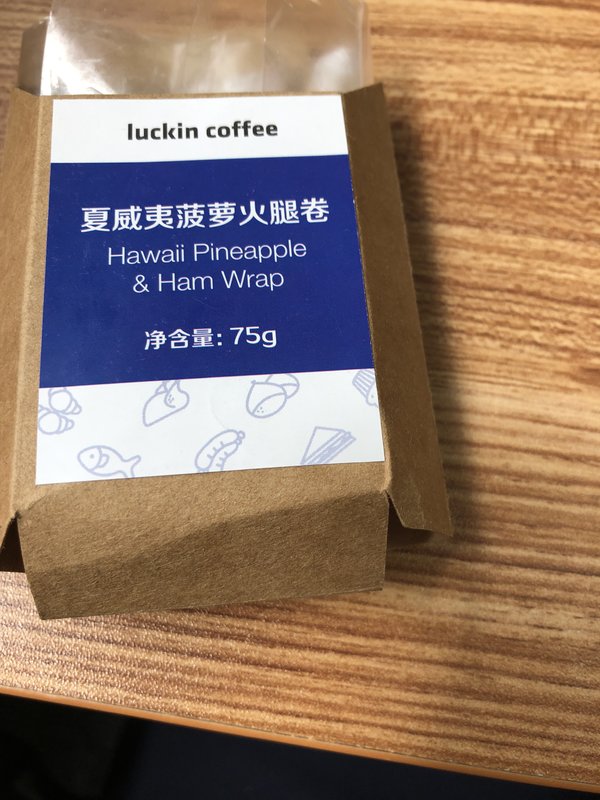 luckin coffee
夏威夷菠萝火腿卷
Hawaii Pineapple
& Ham Wrap
净含量: 75g